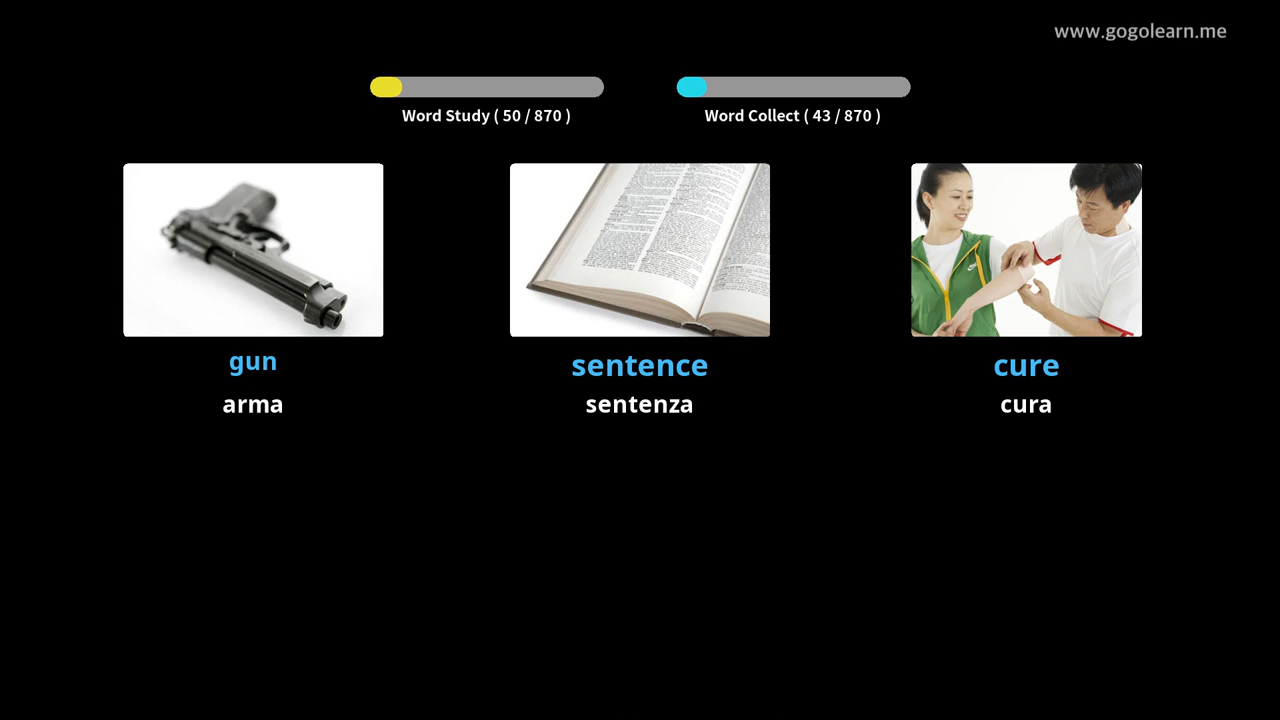 www.gogolearn.me
Word Study ( 50 / 870 )
Word Collect ( 43 / 870 )
gun
arma
sentence
sentenza
cure
cura